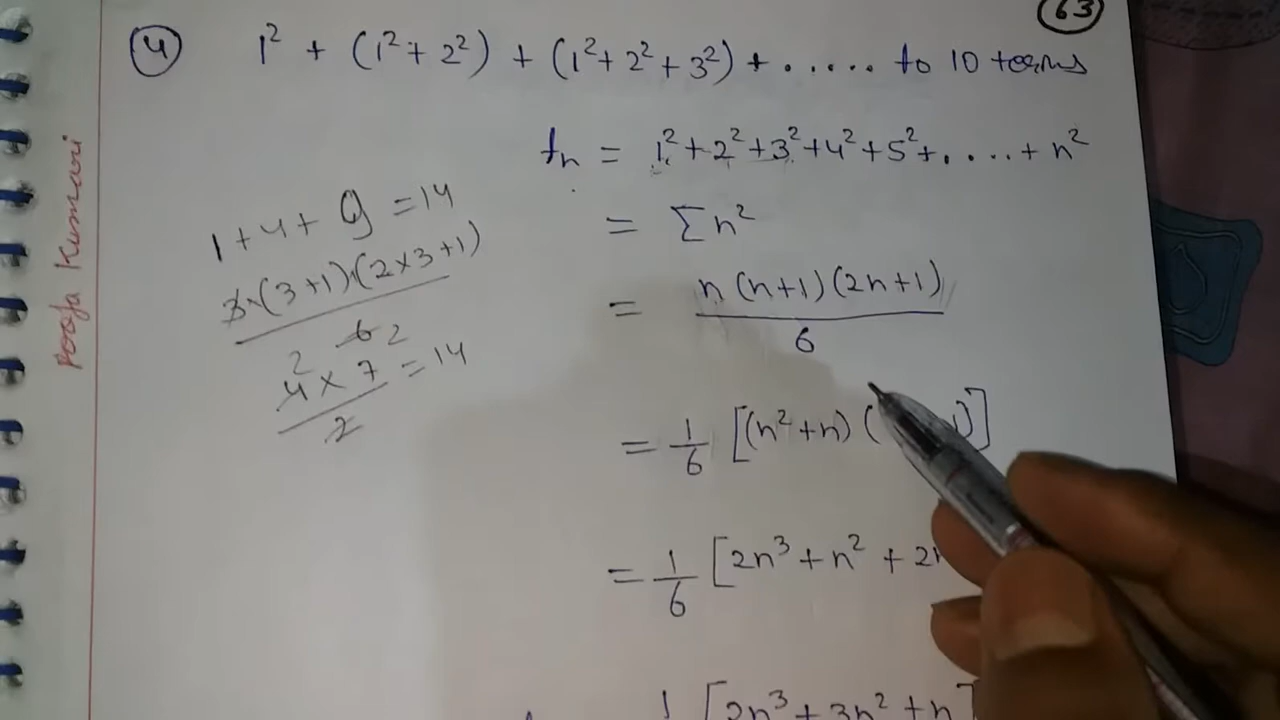 63
(4) 1² + (1² + 2²) + (1² + 2² + 3²) + ..... to 10 terms
tn = 1² + 2² + 3² + 4² + 5² + ..... + n²
= Σn²
= n(n+1)(2n+1) / 6
= 1/6 [(n² + n)(
= 1/6 [2n³ + n² + 2n
1/6 [2n³ + 3n² + n]
1 + 4 + 9 = 14
3·(3+1)·(2×3+1) / 6 2
2
4 × 7 / 2 = 14
Pooja Kumari